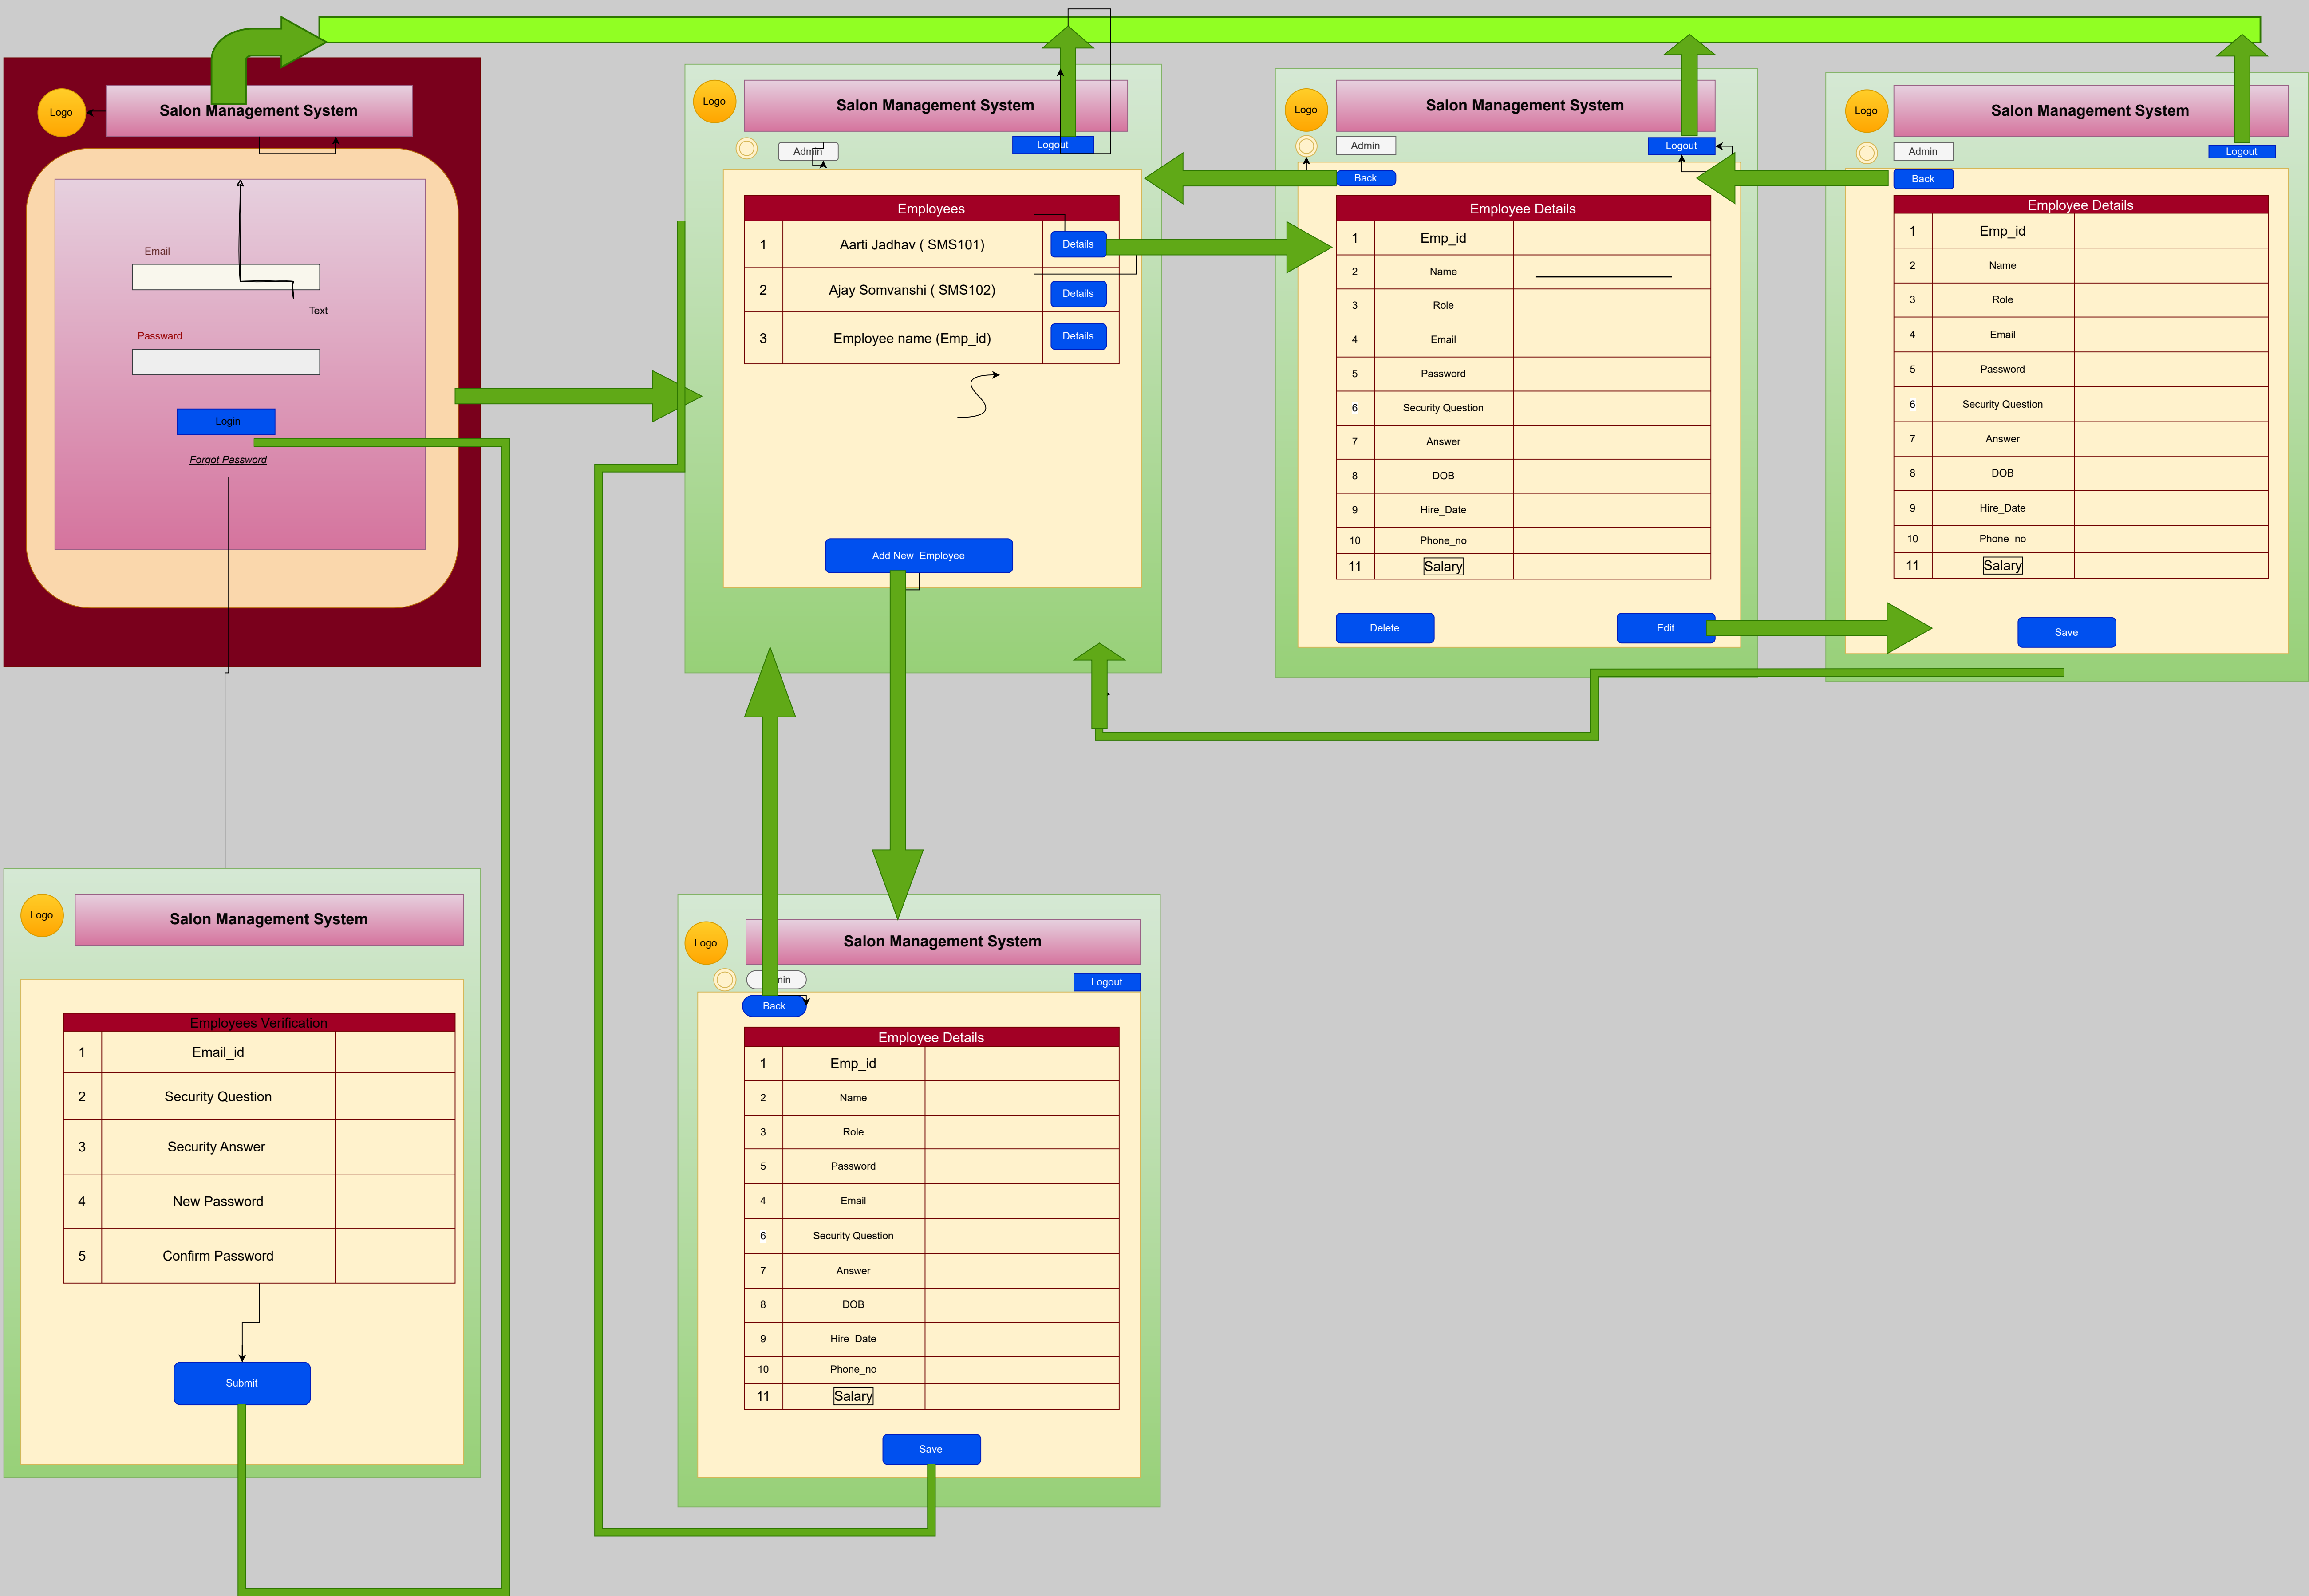 Logo
Salon Management System
Email
Text
Passward
Login
Forgot Password
Logo
Salon Management System
Admin
Logout
Employees
1 Aarti Jadhav ( SMS101) Details
2 Ajay Somvanshi ( SMS102) Details
3 Employee name (Emp_id) Details
Add New Employee
Logo
Salon Management System
Admin
Logout
Back
Employee Details
1 Emp_id
2 Name
3 Role
4 Email
5 Password
6 Security Question
7 Answer
8 DOB
9 Hire_Date
10 Phone_no
11 Salary
Delete
Edit
Logo
Salon Management System
Admin
Logout
Back
Employee Details
1 Emp_id
2 Name
3 Role
4 Email
5 Password
6 Security Question
7 Answer
8 DOB
9 Hire_Date
10 Phone_no
11 Salary
Save
Logo
Salon Management System
Employees Verification
1 Email_id
2 Security Question
3 Security Answer
4 New Password
5 Confirm Password
Submit
Logo
Salon Management System
Logout
Back
Employee Details
1 Emp_id
2 Name
3 Role
5 Password
4 Email
6 Security Question
7 Answer
8 DOB
9 Hire_Date
10 Phone_no
11 Salary
Save